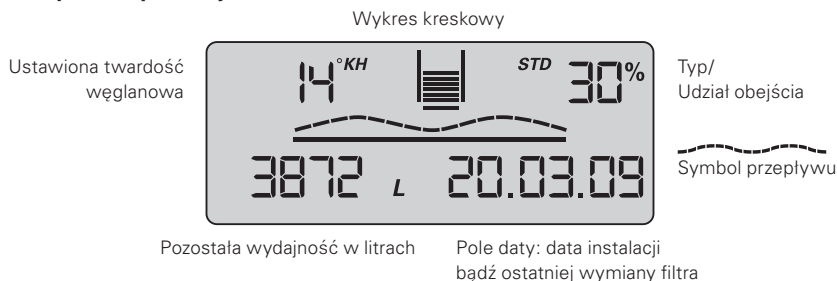 Wykres kreskowy
Ustawiona twardość
węglanowa
14 °KH
STD 30%
Typ/
Udział obejścia
Symbol przepływu
3872 L 20.03.09
Pozostała wydajność w litrach
Pole daty: data instalacji
bądź ostatniej wymiany filtra